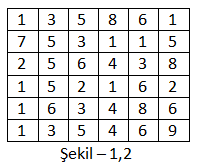 1 3 5 8 6 1
7 5 3 1 1 5
2 5 6 4 3 8
1 5 2 1 6 2
1 6 3 4 8 6
1 3 5 4 6 9
Şekil – 1,2